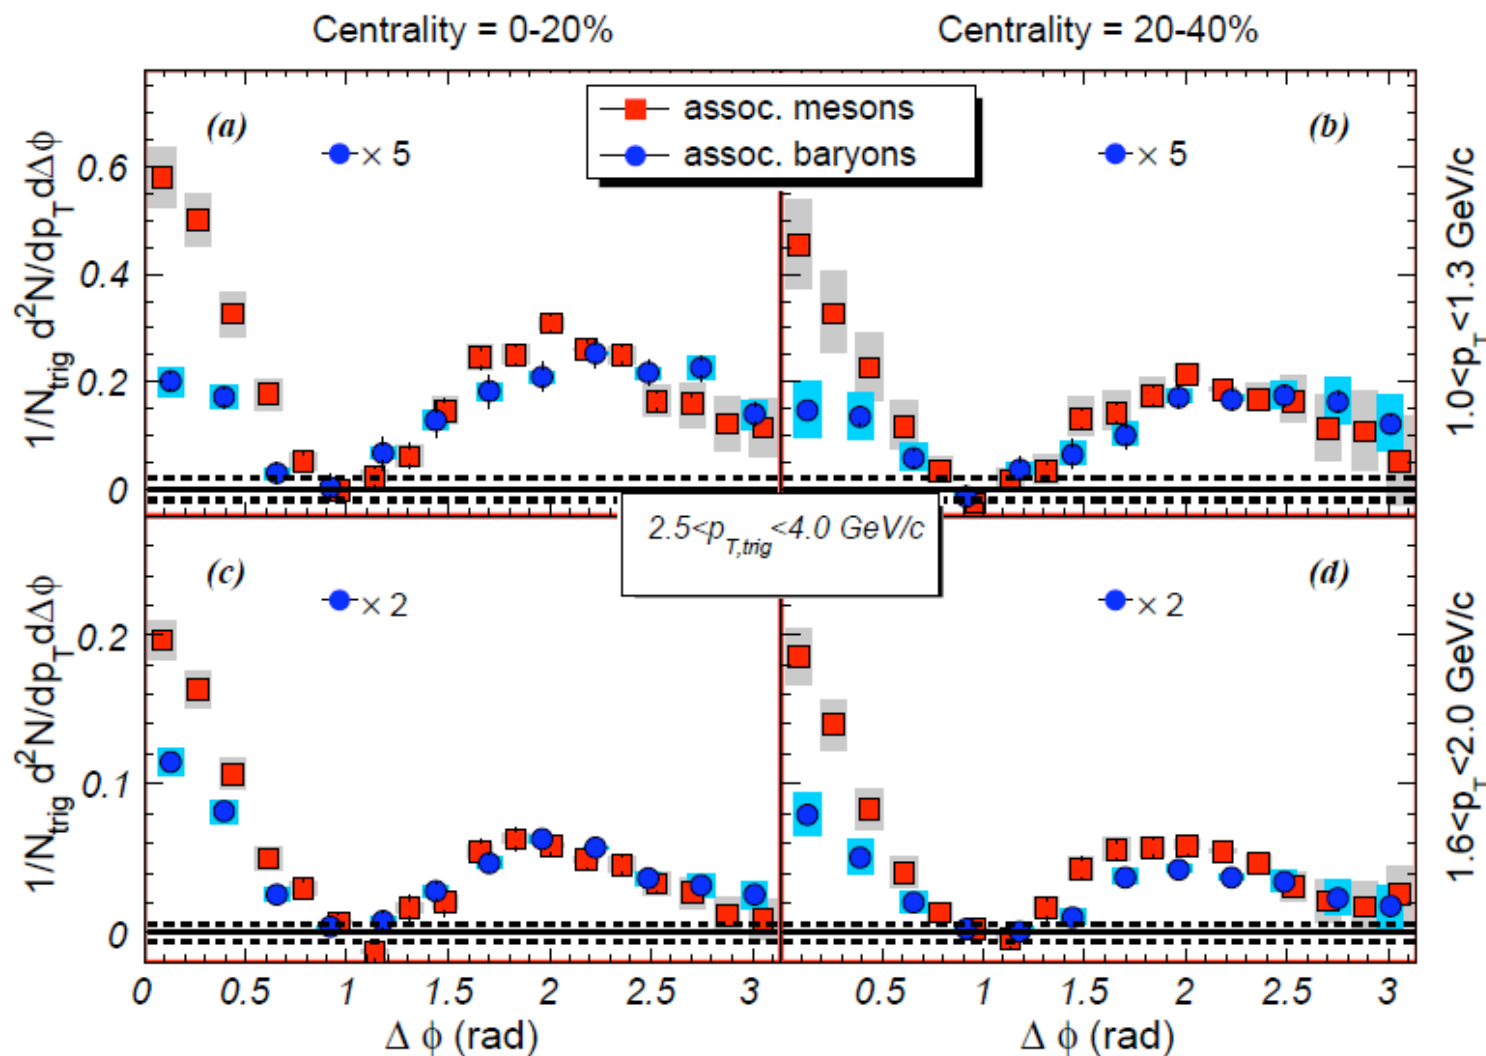 Centrality = 0-20%
Centrality = 20-40%
(a)
× 5
assoc. mesons
assoc. baryons
× 5
(b)
1/N_trig d²N/dp_T dΔϕ
0.6
0.4
0.2
0
1.0<p_T<1.3 GeV/c
2.5<p_T,trig<4.0 GeV/c
(c)
× 2
× 2
(d)
1/N_trig d²N/dp_T dΔϕ
0.2
0.1
0
1.6<p_T<2.0 GeV/c
0 0.5 1 1.5 2 2.5 3
0.5 1 1.5 2 2.5 3
Δ ϕ (rad)
Δ ϕ (rad)